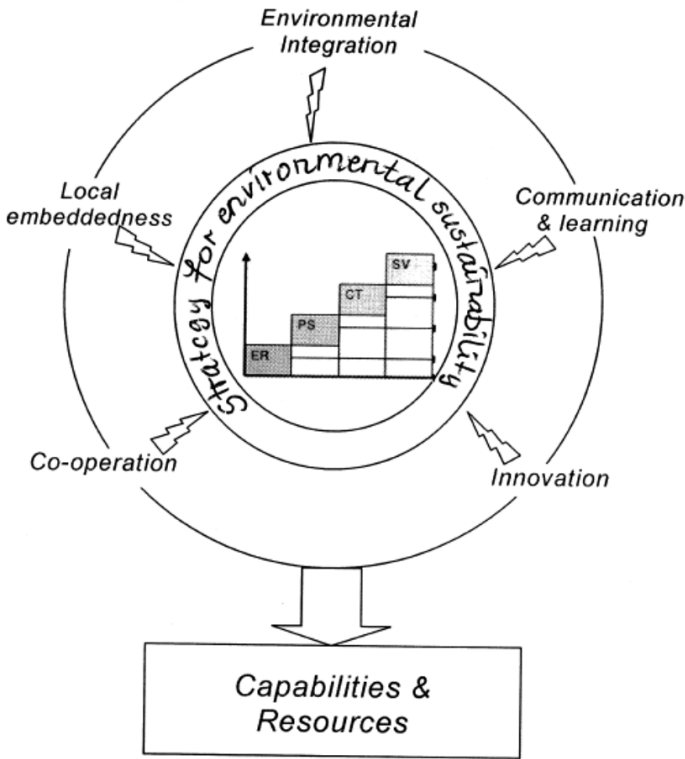 Environmental
Integration
Local
embeddedness
Communication
& learning
Strategy for environmental sustainability
SV
CT
PS
ER
Co-operation
Innovation
Capabilities &
Resources